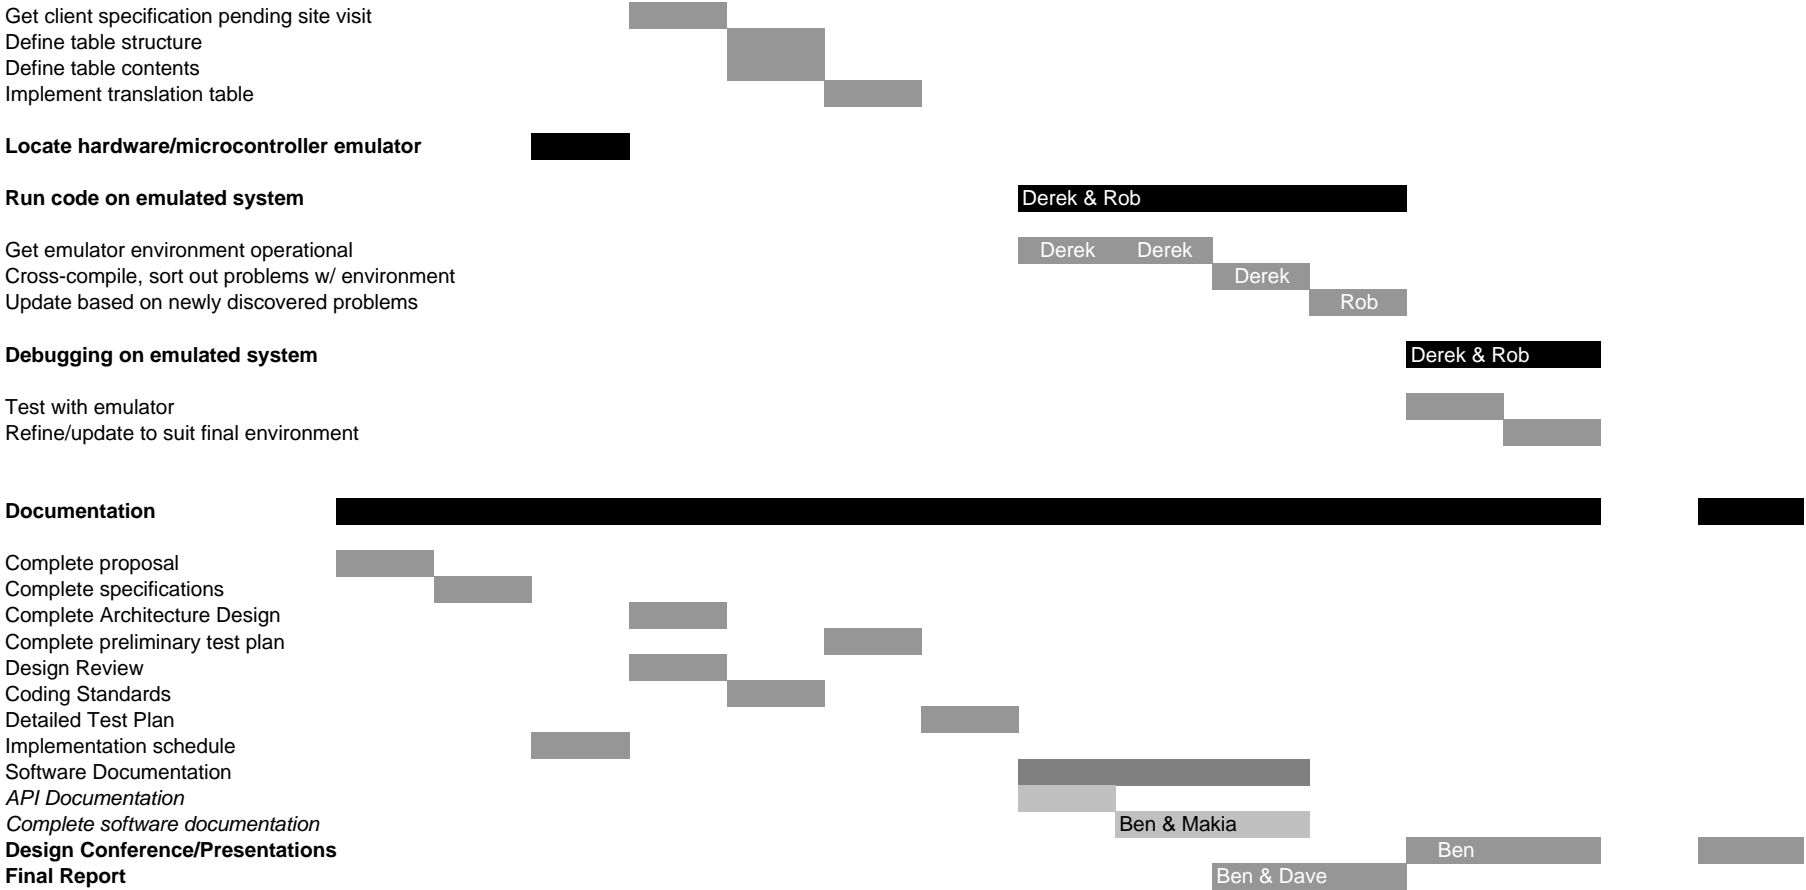 Get client specification pending site visit
Define table structure
Define table contents
Implement translation table
Locate hardware/microcontroller emulator
Run code on emulated system Derek & Rob
Get emulator environment operational Derek Derek
Cross-compile, sort out problems w/ environment Derek
Update based on newly discovered problems Rob
Debugging on emulated system Derek & Rob
Test with emulator
Refine/update to suit final environment
Documentation
Complete proposal
Complete specifications
Complete Architecture Design
Complete preliminary test plan
Design Review
Coding Standards
Detailed Test Plan
Implementation schedule
Software Documentation
API Documentation
Complete software documentation Ben & Makia
Design Conference/Presentations Ben
Final Report Ben & Dave